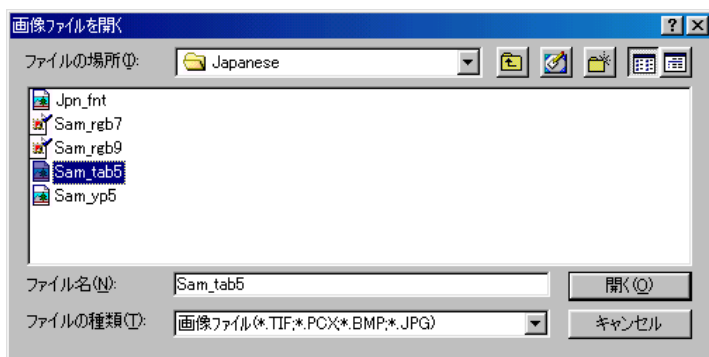 画像ファイルを開く
ファイルの場所(I):
Japanese
Jpn_fnt
Sam_rgb7
Sam_rgb9
Sam_tab5
Sam_yp5
ファイル名(N):
Sam_tab5
開く(O)
ファイルの種類(T):
画像ファイル(*.TIF;*.PCX;*.BMP;*.JPG)
キャンセル